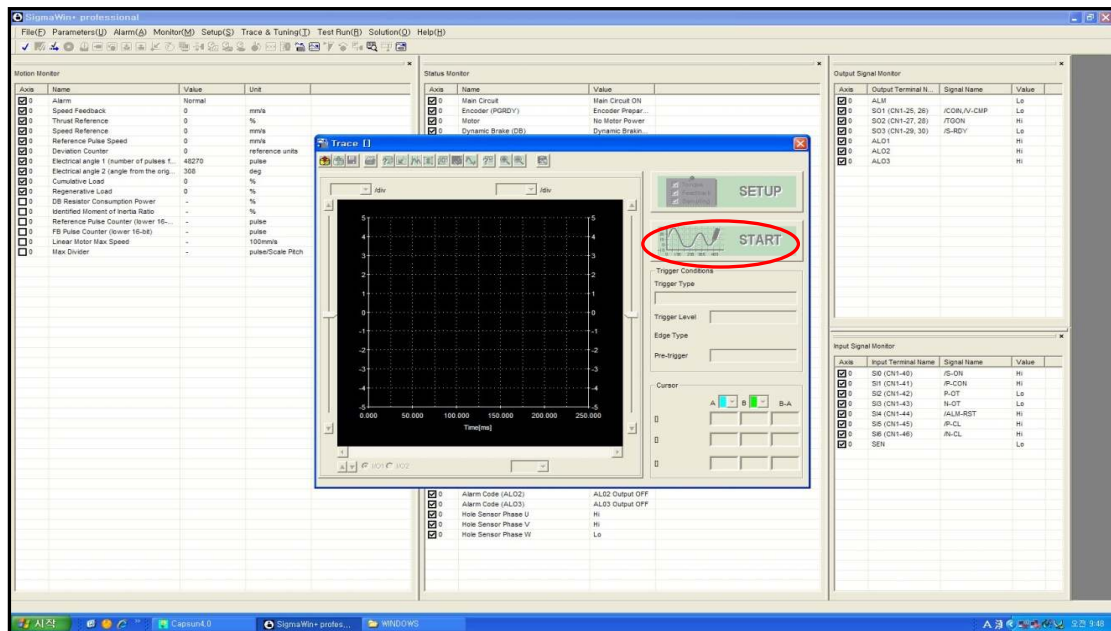 SigmaWin+ professional
File(F) Parameters(U) Alarm(A) Monitor(M) Setup(S) Trace & Tuning(T) Test Run(R) Solution(O) Help(H)
Motion Monitor
Axis Name Value Unit
0 Alarm Normal
0 Speed Feedback 0 mm/s
0 Thrust Reference 0 %
0 Speed Reference 0 mm/s
0 Reference Pulse Speed 0 mm/s
0 Deviation Counter 0 reference units
0 Electrical angle 1 (number of pulses f... 48270 pulse
0 Electrical angle 2 (angle from the orig... 308 deg
0 Cumulative Load 0 %
0 Regenerative Load 0 %
0 DB Resistor Consumption Power - %
0 Identified Moment of Inertia Ratio - %
0 Reference Pulse Counter (lower 16-... - pulse
0 FB Pulse Counter (lower 16-bit) - pulse
0 Linear Motor Max Speed - 100mm/s
0 Max Divider - pulse/Scale Pitch
Status Monitor
Axis Name Value
0 Main Circuit Main Circuit ON
0 Encoder (PGRDY) Encoder Prepar...
0 Motor No Motor Power
0 Dynamic Brake (DB) Dynamic Brakin...
Trace []
/div /div
5 5
4
3
2 2
1 1
0 0
-1 -1
-2 -2
-3 -3
-4 -4
-5 -5
0.000 50.000 100.000 150.000 200.000 250.000
Time[ms]
I/O1 I/O2
SETUP
START
Trigger Conditions
Trigger Type
Trigger Level
Edge Type
Pre-trigger
Cursor
A B B-A
[]
[]
[]
0 Alarm Code (ALO2) AL02 Output OFF
0 Alarm Code (ALO3) AL03 Output OFF
0 Hole Sensor Phase U Hi
0 Hole Sensor Phase V Hi
0 Hole Sensor Phase W Lo
Output Signal Monitor
Axis Output Terminal N... Signal Name Value
0 ALM Lo
0 SO1 (CN1-25, 26) /COIN,/V-CMP Lo
0 SO2 (CN1-27, 28) /TGON Hi
0 SO3 (CN1-29, 30) /S-RDY Lo
0 ALO1 Hi
0 ALO2 Hi
0 ALO3 Hi
Input Signal Monitor
Axis Input Terminal Name Signal Name Value
0 SI0 (CN1-40) /S-ON Hi
0 SI1 (CN1-41) /P-CON Hi
0 SI2 (CN1-42) P-OT Lo
0 SI3 (CN1-43) N-OT Lo
0 SI4 (CN1-44) /ALM-RST Hi
0 SI5 (CN1-45) /P-CL Hi
0 SI6 (CN1-46) /N-CL Hi
0 SEN Lo
시작 Capsun4.0 SigmaWin+ profes... WINDOWS A 漢 오전 9:48